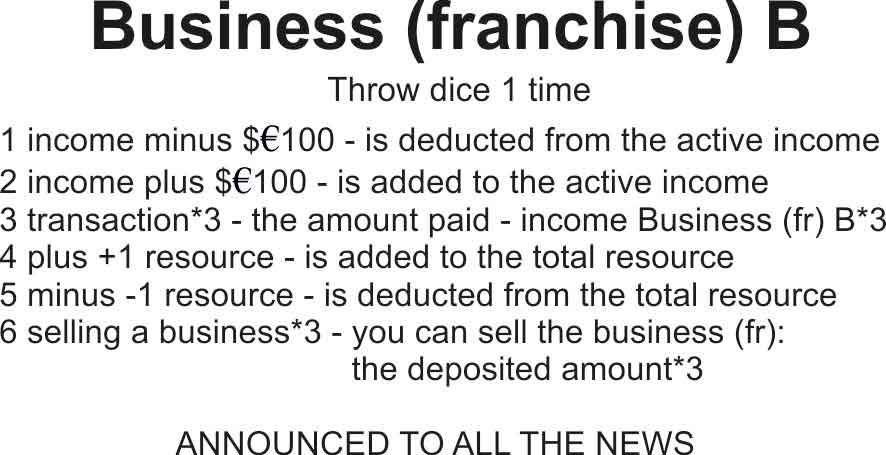 Business (franchise) B
Throw dice 1 time
1 income minus $€100 - is deducted from the active income
2 income plus $€100 - is added to the active income
3 transaction*3 - the amount paid - income Business (fr) B*3
4 plus +1 resource - is added to the total resource
5 minus -1 resource - is deducted from the total resource
6 selling a business*3 - you can sell the business (fr):
the deposited amount*3
ANNOUNCED TO ALL THE NEWS